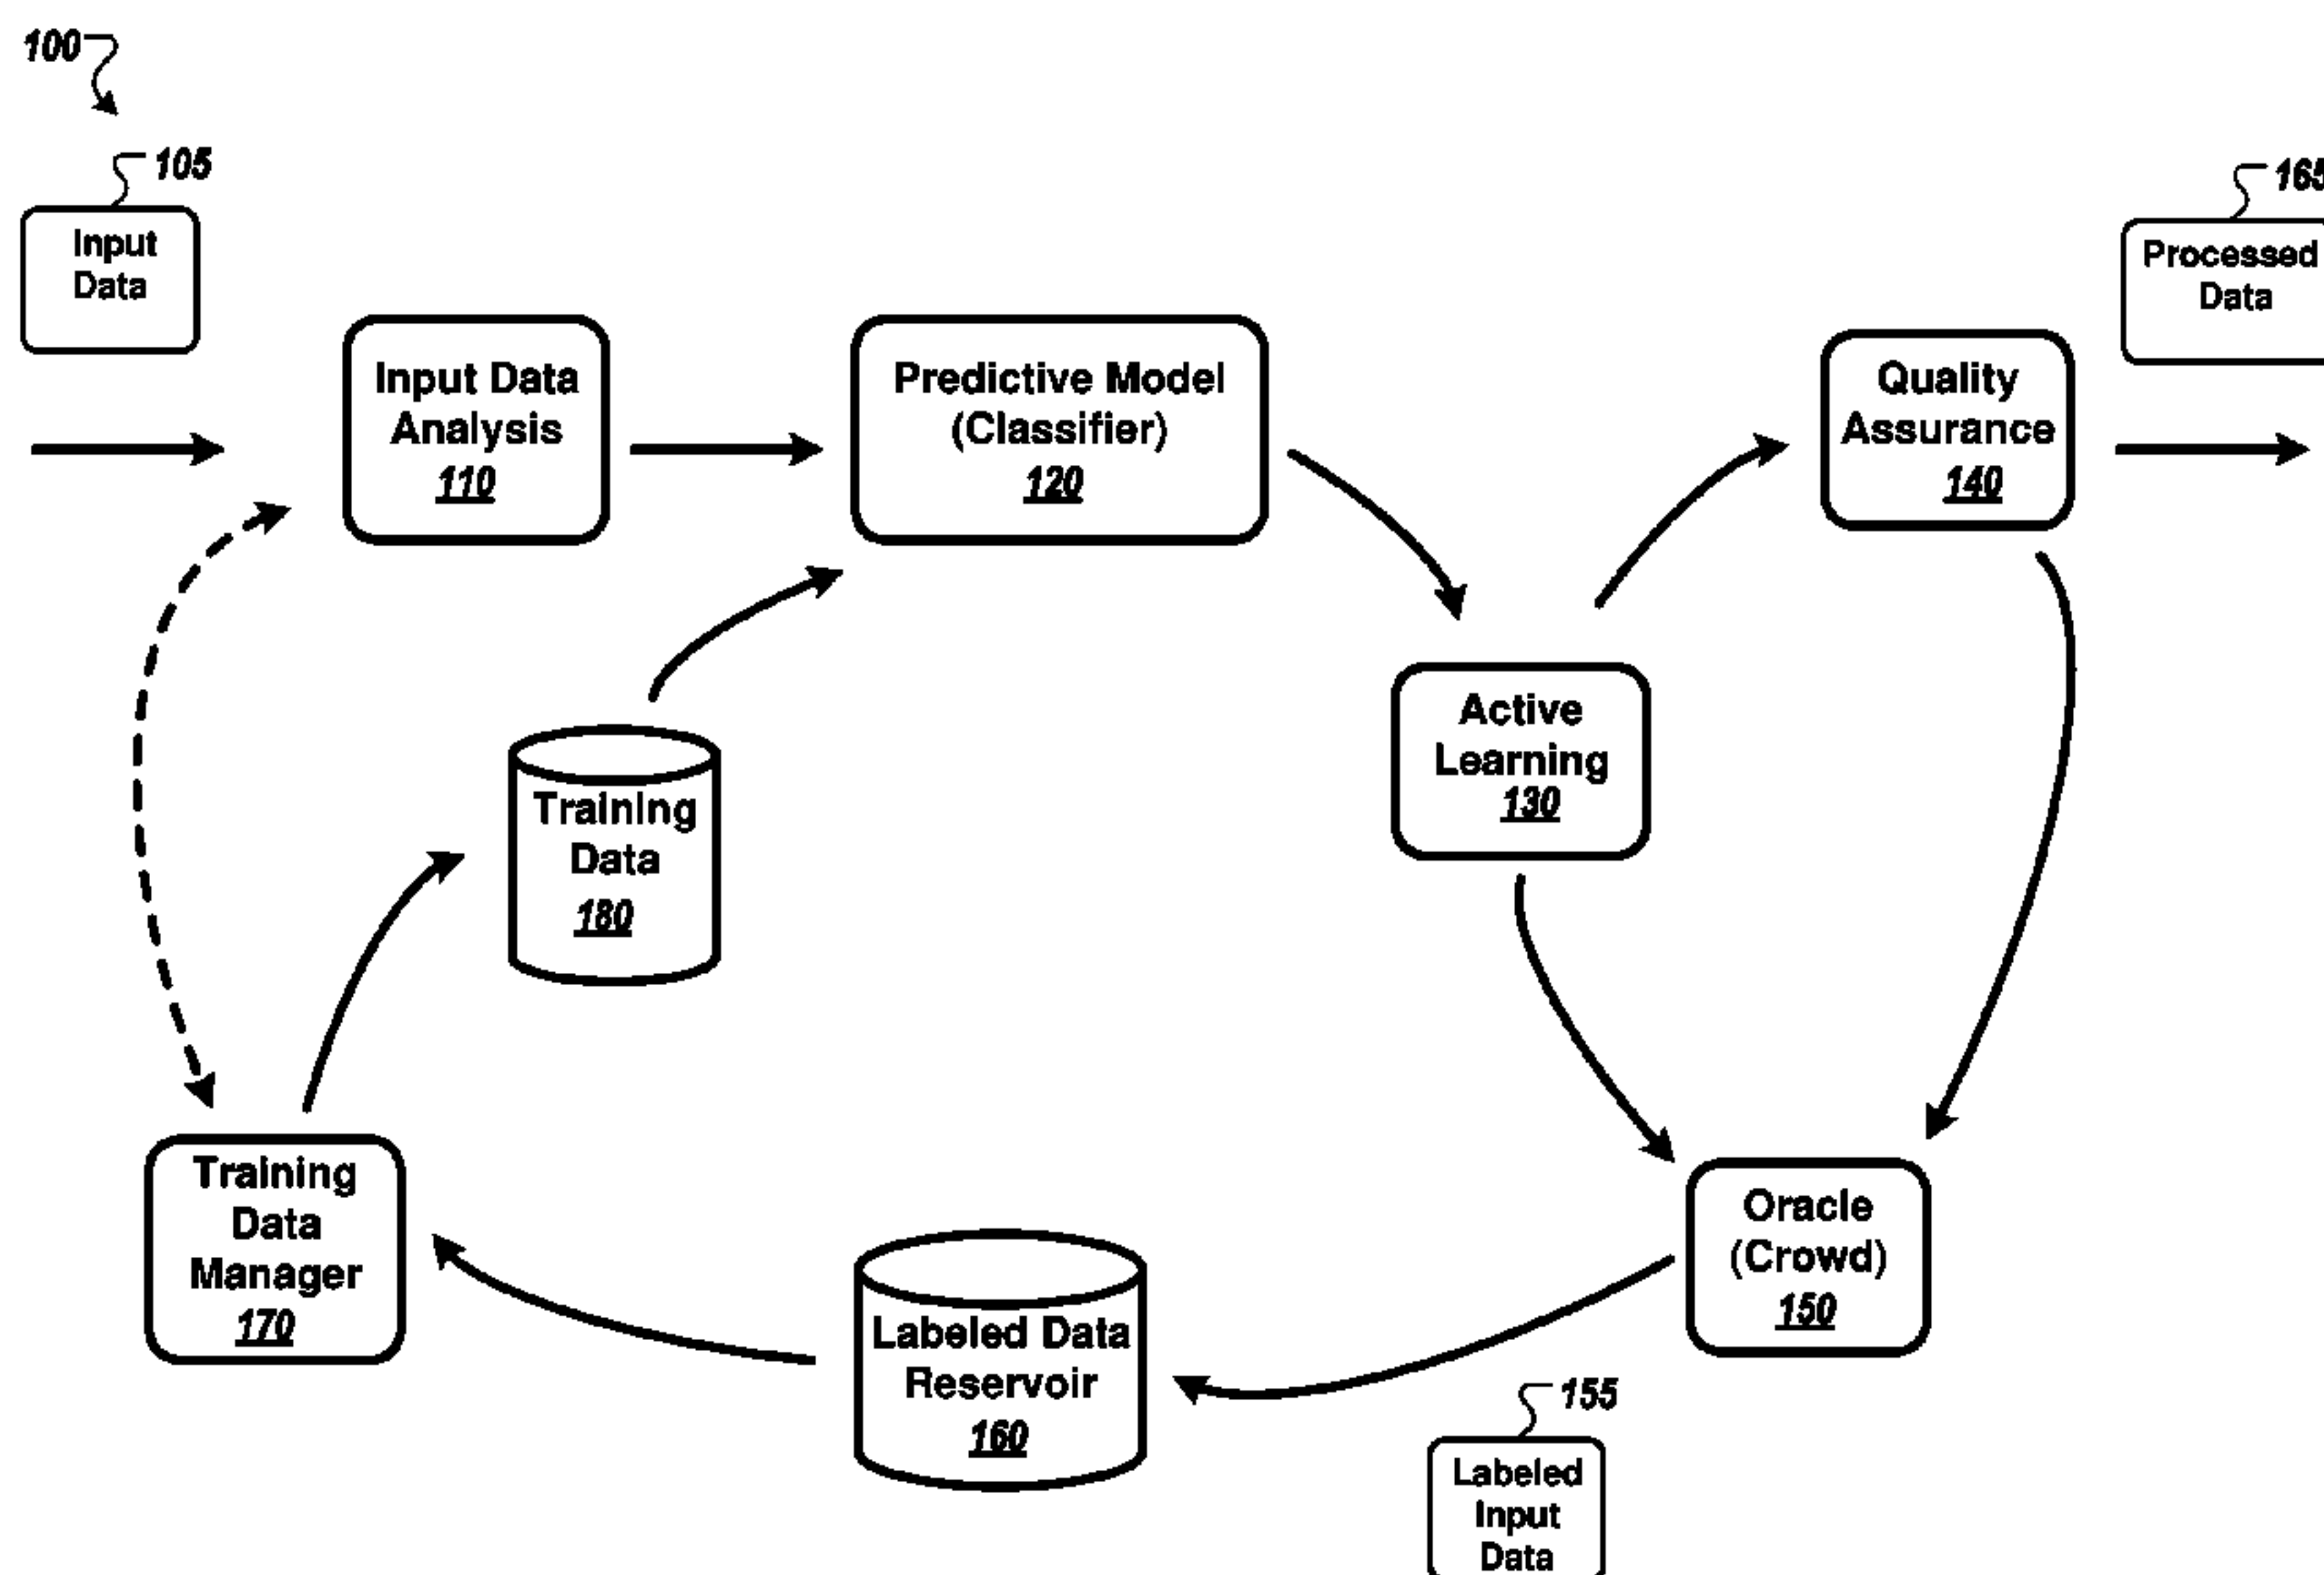 100
105
Input
Data
165
Processed
Data
Input Data
Analysis
110
Predictive Model
(Classifier)
120
Quality
Assurance
140
Active
Learning
130
Training
Data
180
Training
Data
Manager
170
Labeled Data
Reservoir
160
Oracle
(Crowd)
150
155
Labeled
Input
Data